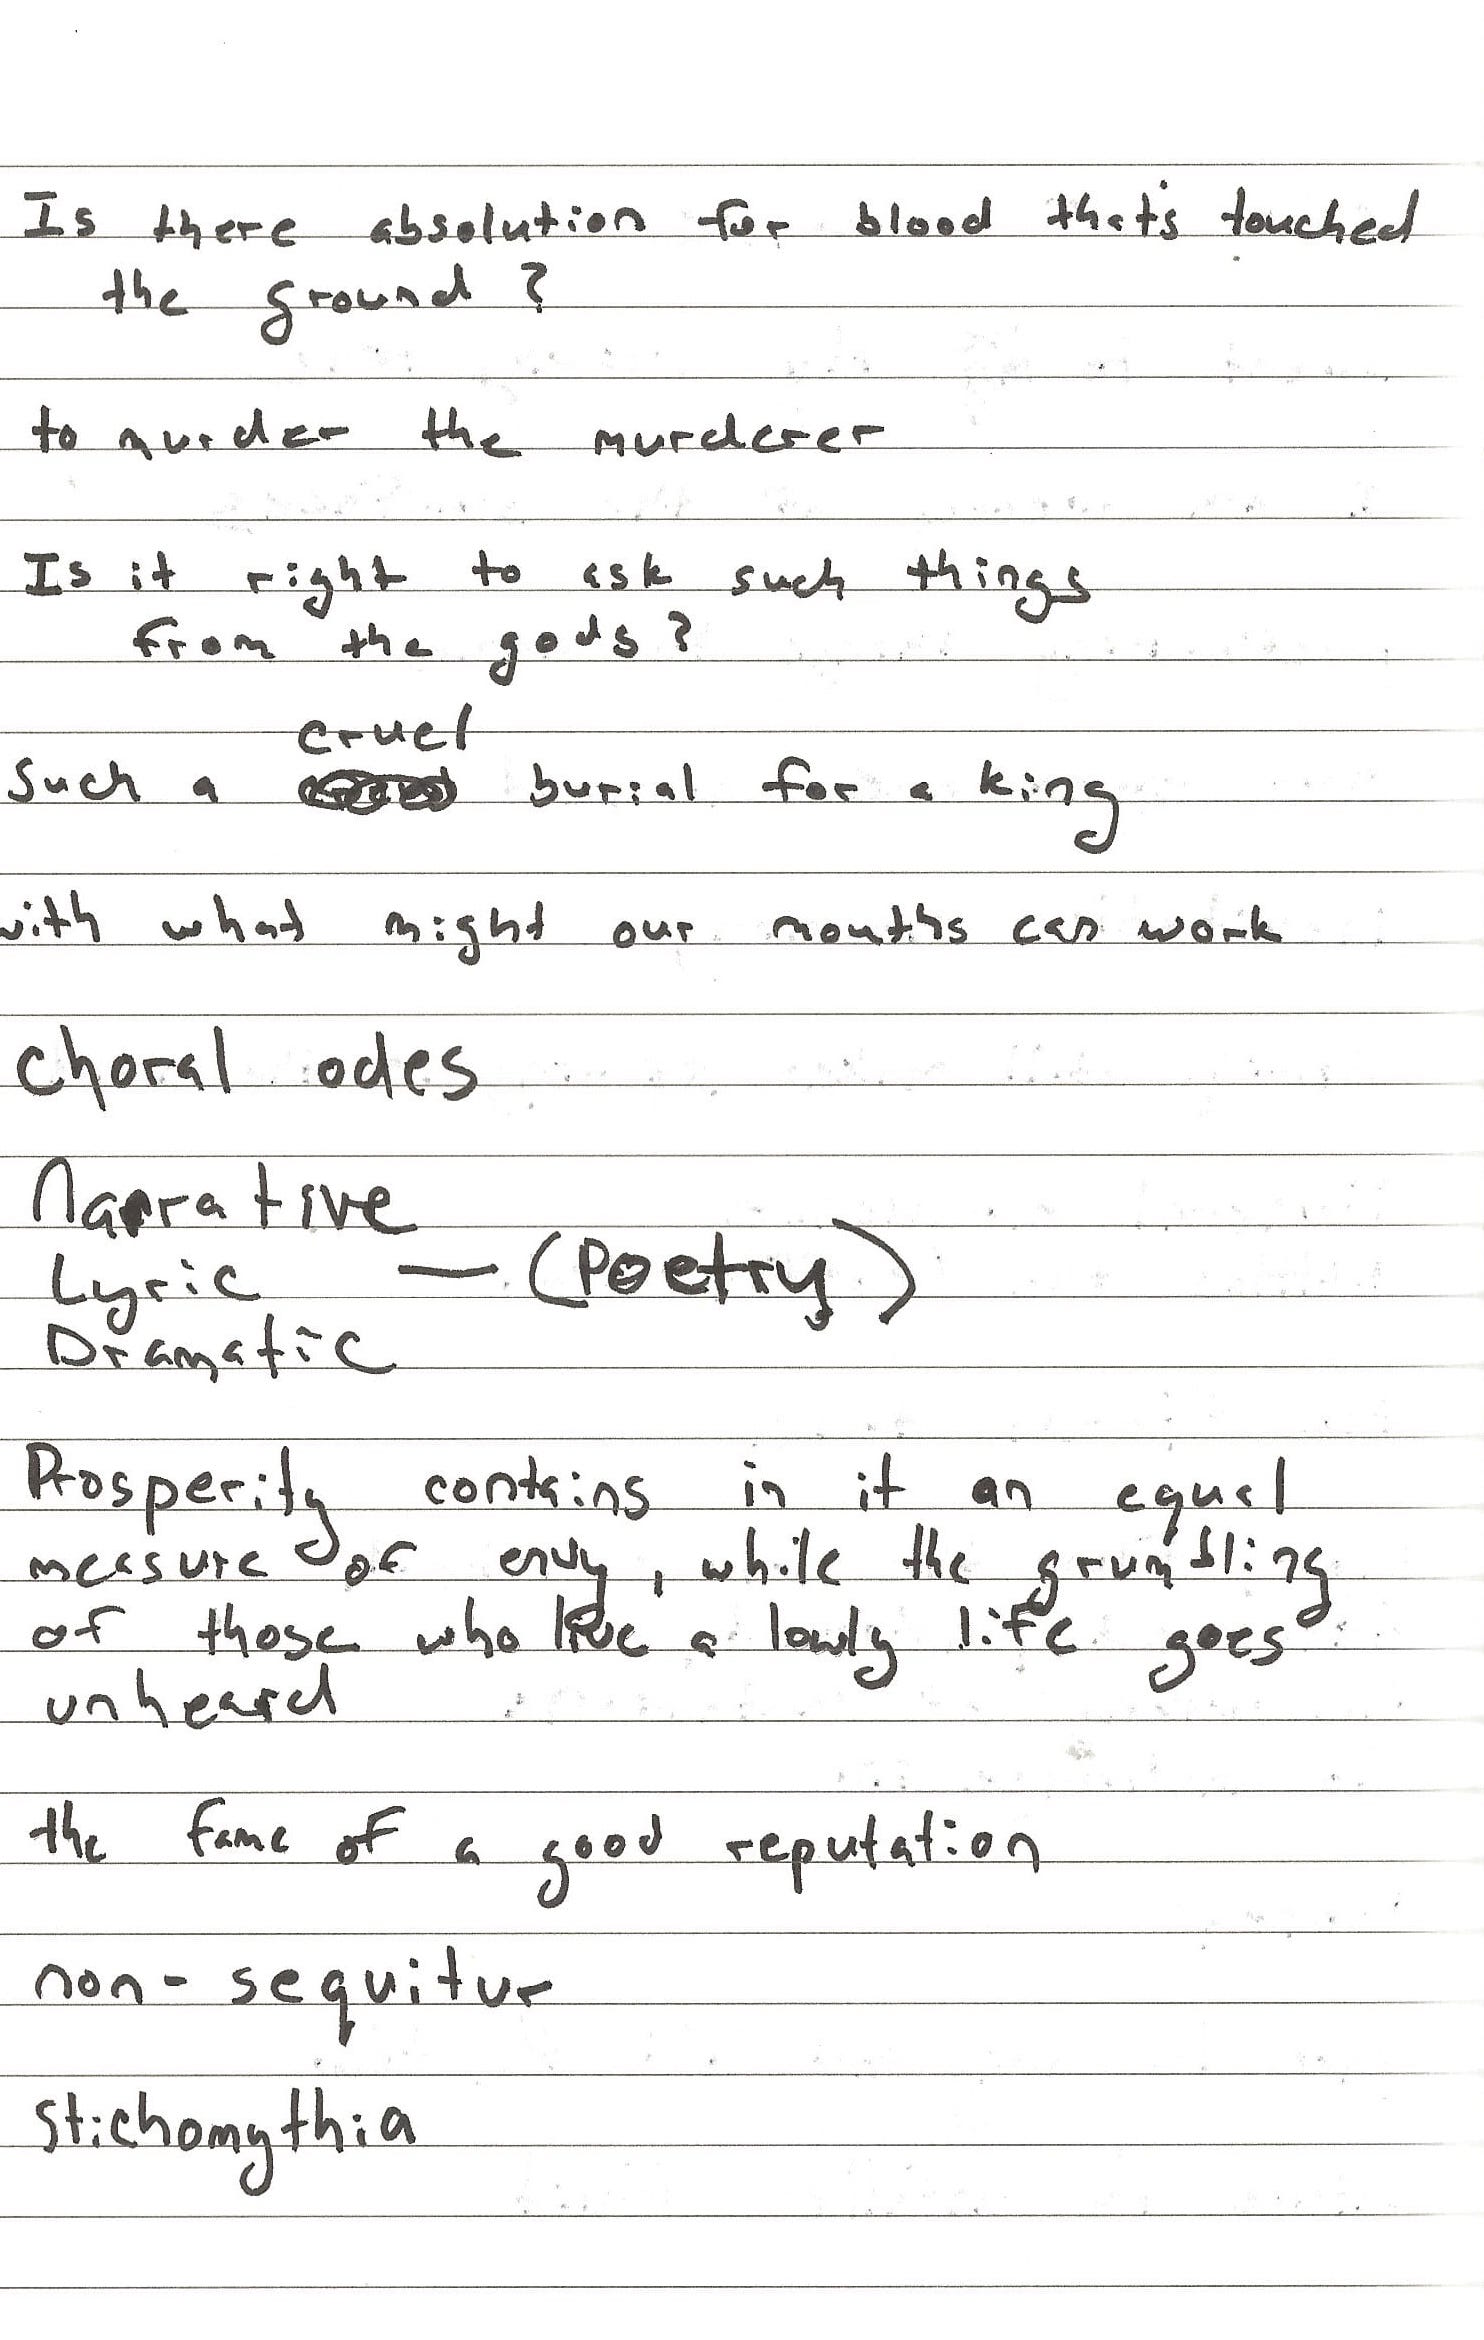 Is there absolution for blood that's touched
the ground?
to murder the murderer
Is it right to ask such things
from the gods?
cruel
Such a burial for a king
with what might our mouths can work
choral odes
Narrative
Lyric — (Poetry)
Dramatic
Prosperity contains in it an equal
measure of envy, while the grumbling
of those who live a lowly life goes
unheard
the fame of a good reputation
non-sequitur
stichomythia